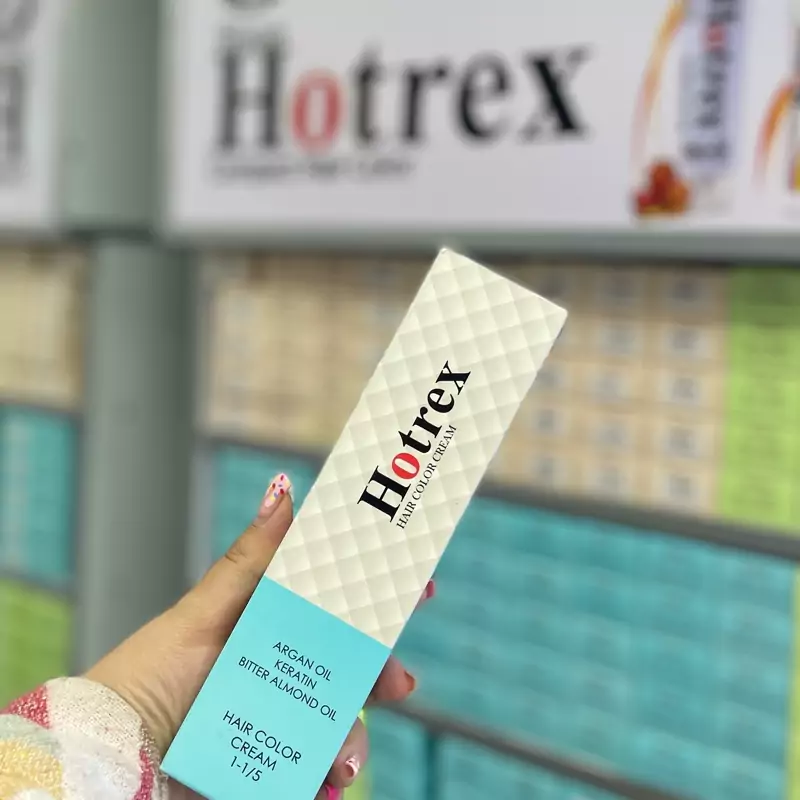 Hotrex
Hotrex
HAIR COLOR CREAM
ARGAN OIL
KERATIN
BITTER ALMOND OIL
HAIR COLOR
CREAM
1-1/5